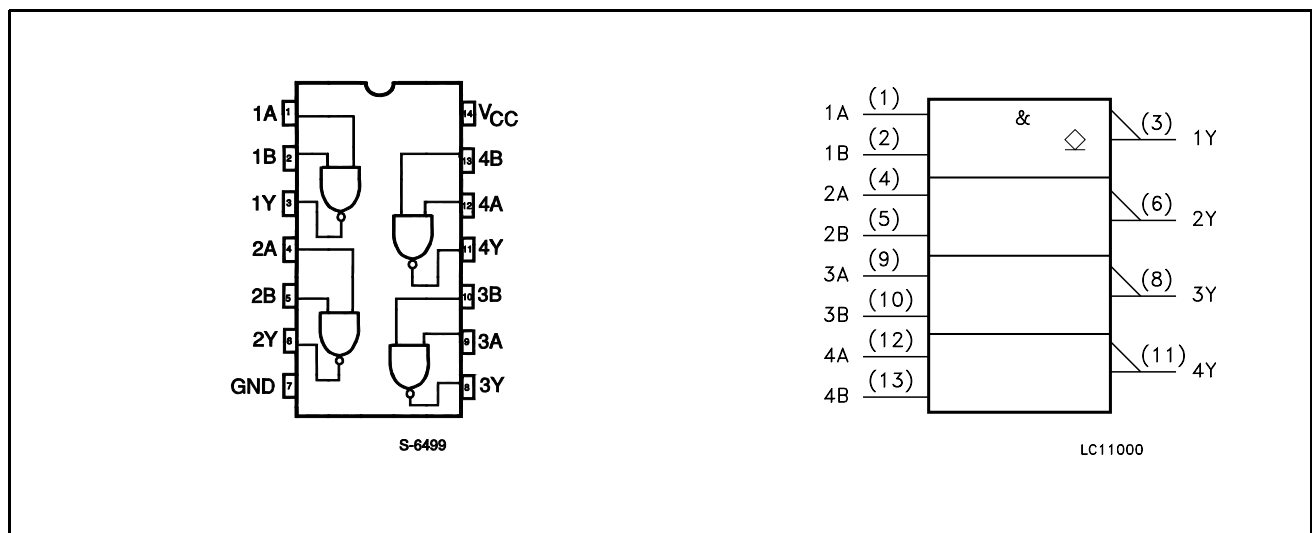 1A 1 14 VCC
1B 2 13 4B
1Y 3 12 4A
2A 4 11 4Y
2B 5 10 3B
2Y 6 9 3A
GND 7 8 3Y
S-6499
1A (1)
1B (2)
2A (4)
2B (5)
3A (9)
3B (10)
4A (12)
4B (13)
&
(3) 1Y
(6) 2Y
(8) 3Y
(11) 4Y
LC11000